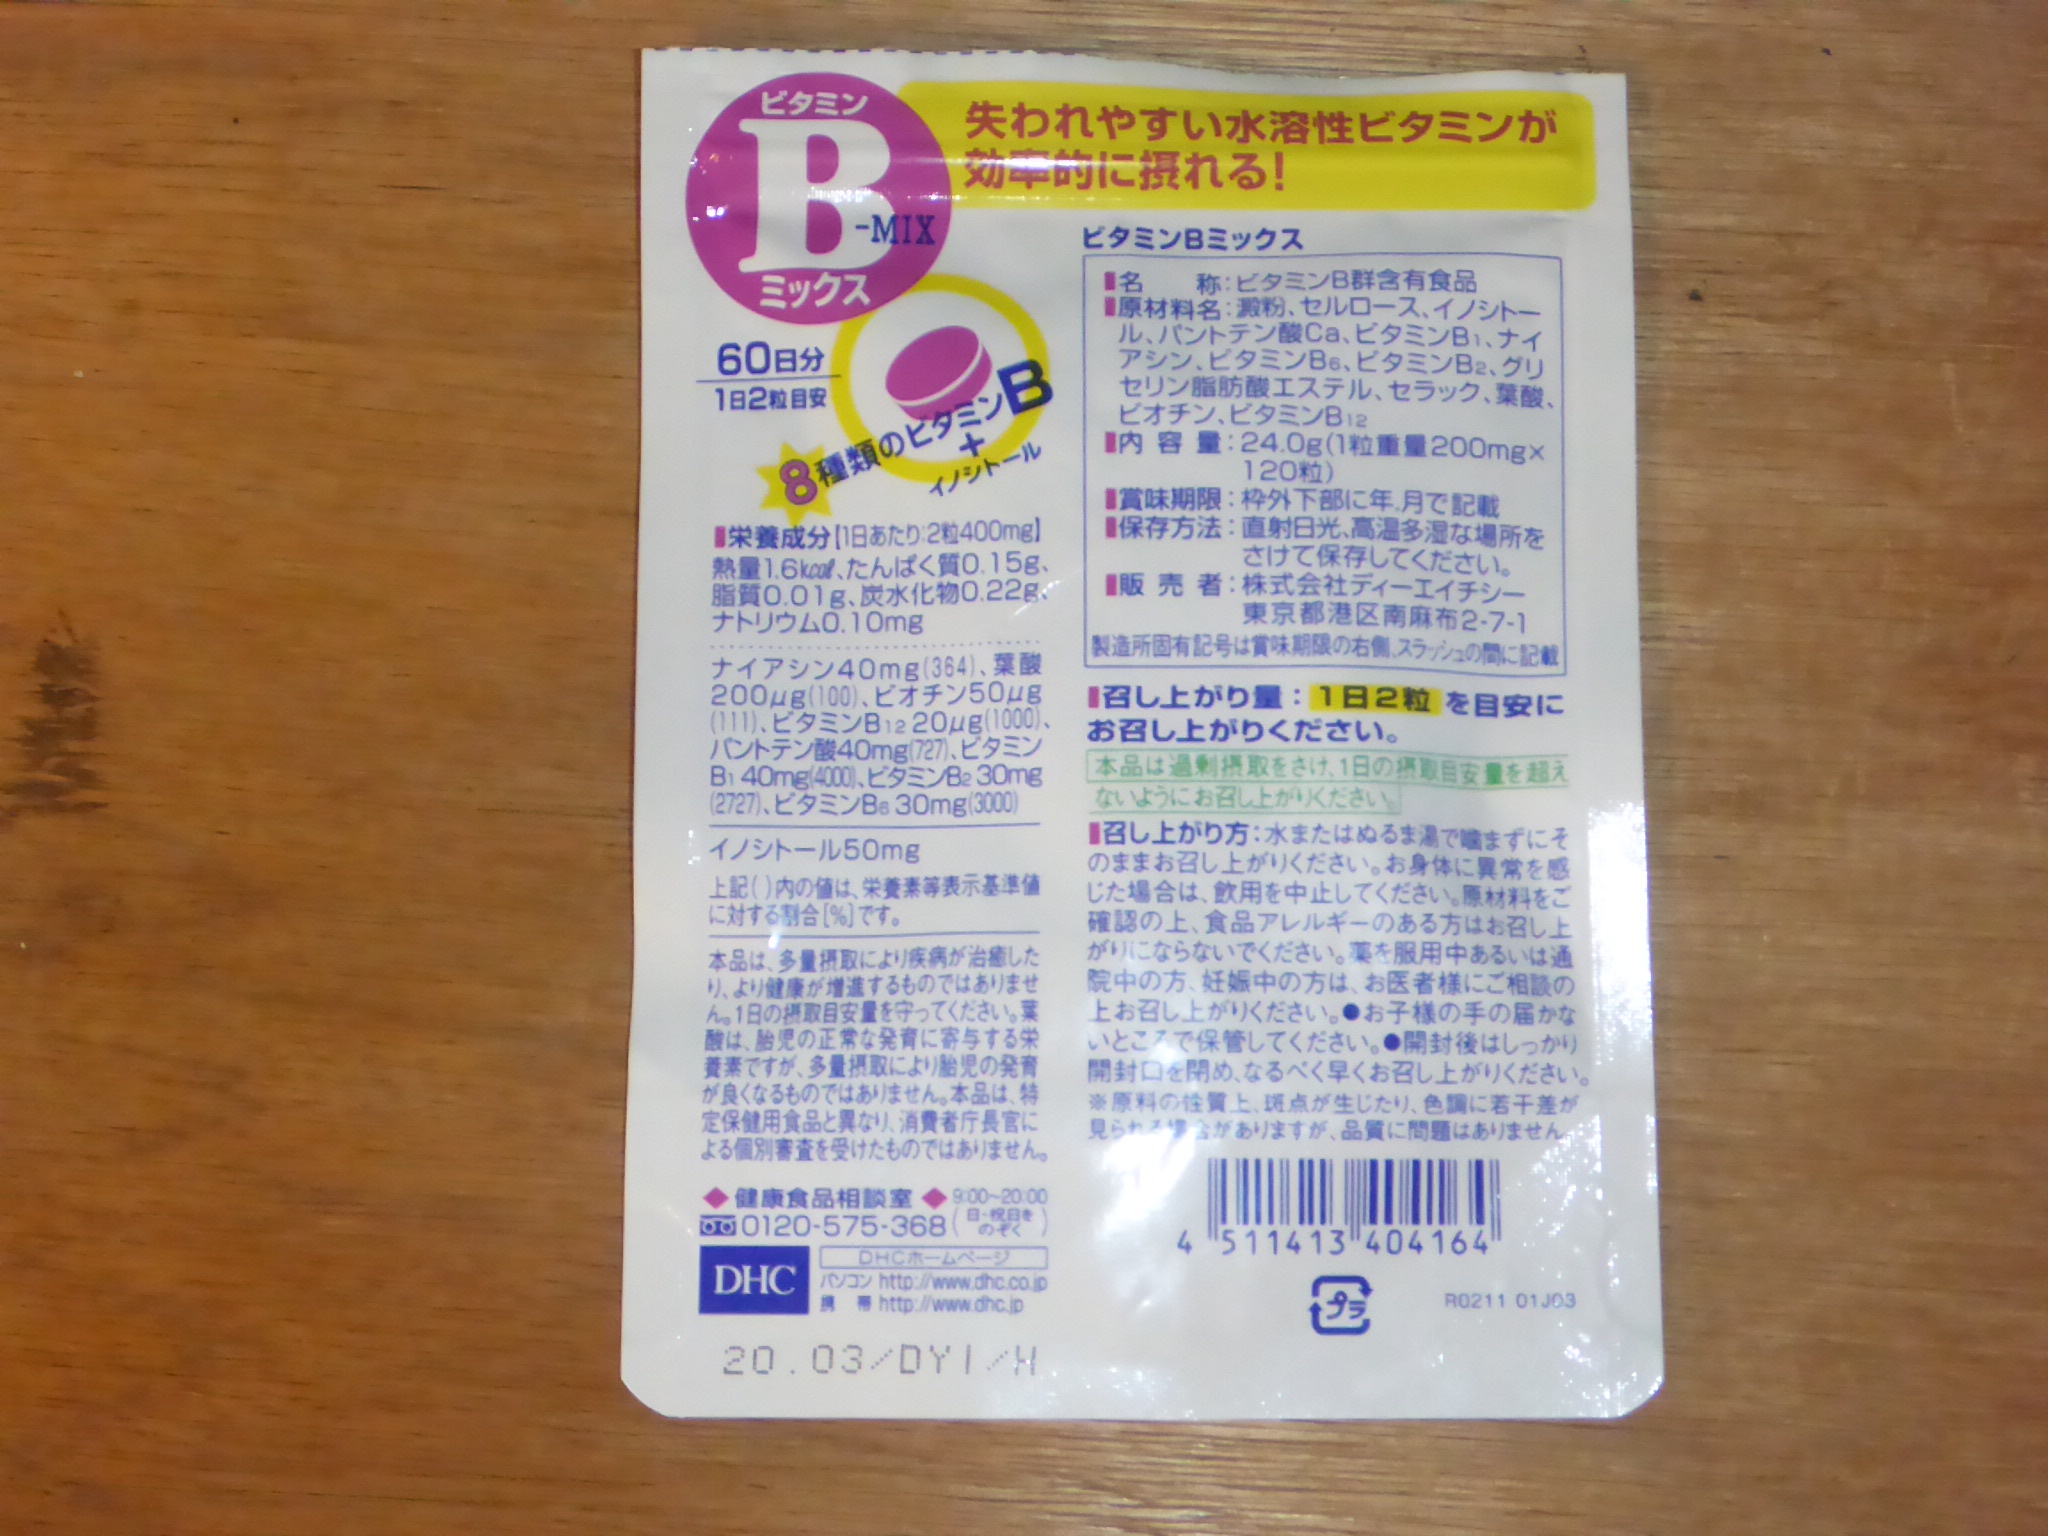 ビタミン
B
-MIX
ミックス
失われやすい水溶性ビタミンが
効率的に摂れる!
60日分
1日2粒目安
8種類のビタミンB
+
イノシトール
■栄養成分[1日あたり:2粒400mg]
熱量1.6kcal、たんぱく質0.15g、
脂質0.01g、炭水化物0.22g、
ナトリウム0.10mg
ナイアシン40mg(364)、葉酸
200μg(100)、ビオチン50μg
(111)、ビタミンB12 20μg(1000)、
パントテン酸40mg(727)、ビタミン
B1 40mg(4000)、ビタミンB2 30mg
(2727)、ビタミンB6 30mg(3000)
イノシトール50mg
上記( )内の値は、栄養素等表示基準値
に対する割合[%]です。
本品は、多量摂取により疾病が治癒した
り、より健康が増進するものではありませ
ん。1日の摂取目安量を守ってください。葉
酸は、胎児の正常な発育に寄与する栄
養素ですが、多量摂取により胎児の発育
が良くなるものではありません。本品は、特
定保健用食品と異なり、消費者庁長官に
よる個別審査を受けたものではありません。
◆健康食品相談室◆ 9:00~20:00
0120-575-368 (日・祝日を
のぞく)
DHC
DHCホームページ
パソコン http://www.dhc.co.jp
携 帯 http://www.dhc.jp
20.03/DY1/H
ビタミンBミックス
■名 称:ビタミンB群含有食品
■原材料名:澱粉、セルロース、イノシトー
ル、パントテン酸Ca、ビタミンB1、ナイ
アシン、ビタミンB6、ビタミンB2、グリ
セリン脂肪酸エステル、セラック、葉酸、
ビオチン、ビタミンB12
■内 容 量:24.0g(1粒重量200mg×
120粒)
■賞味期限:枠外下部に年.月で記載
■保存方法:直射日光、高温多湿な場所を
さけて保存してください。
■販 売 者:株式会社ディーエイチシー
東京都港区南麻布2-7-1
製造所固有記号は賞味期限の右側、スラッシュの間に記載
■召し上がり量:1日2粒を目安に
お召し上がりください。
本品は過剰摂取をさけ、1日の摂取目安量を超え
ないようにお召し上がりください。
■召し上がり方:水またはぬるま湯で噛まずにそ
のままお召し上がりください。お身体に異常を感
じた場合は、飲用を中止してください。原材料をご
確認の上、食品アレルギーのある方はお召し上
がりにならないでください。薬を服用中あるいは通
院中の方、妊娠中の方は、お医者様にご相談の
上お召し上がりください。●お子様の手の届かな
いところで保管してください。●開封後はしっかり
開封口を閉め、なるべく早くお召し上がりください。
※原料の性質上、斑点が生じたり、色調に若干差が
見られる場合がありますが、品質に問題はありません。
4 511413 404164
プラ
R0211 01J03